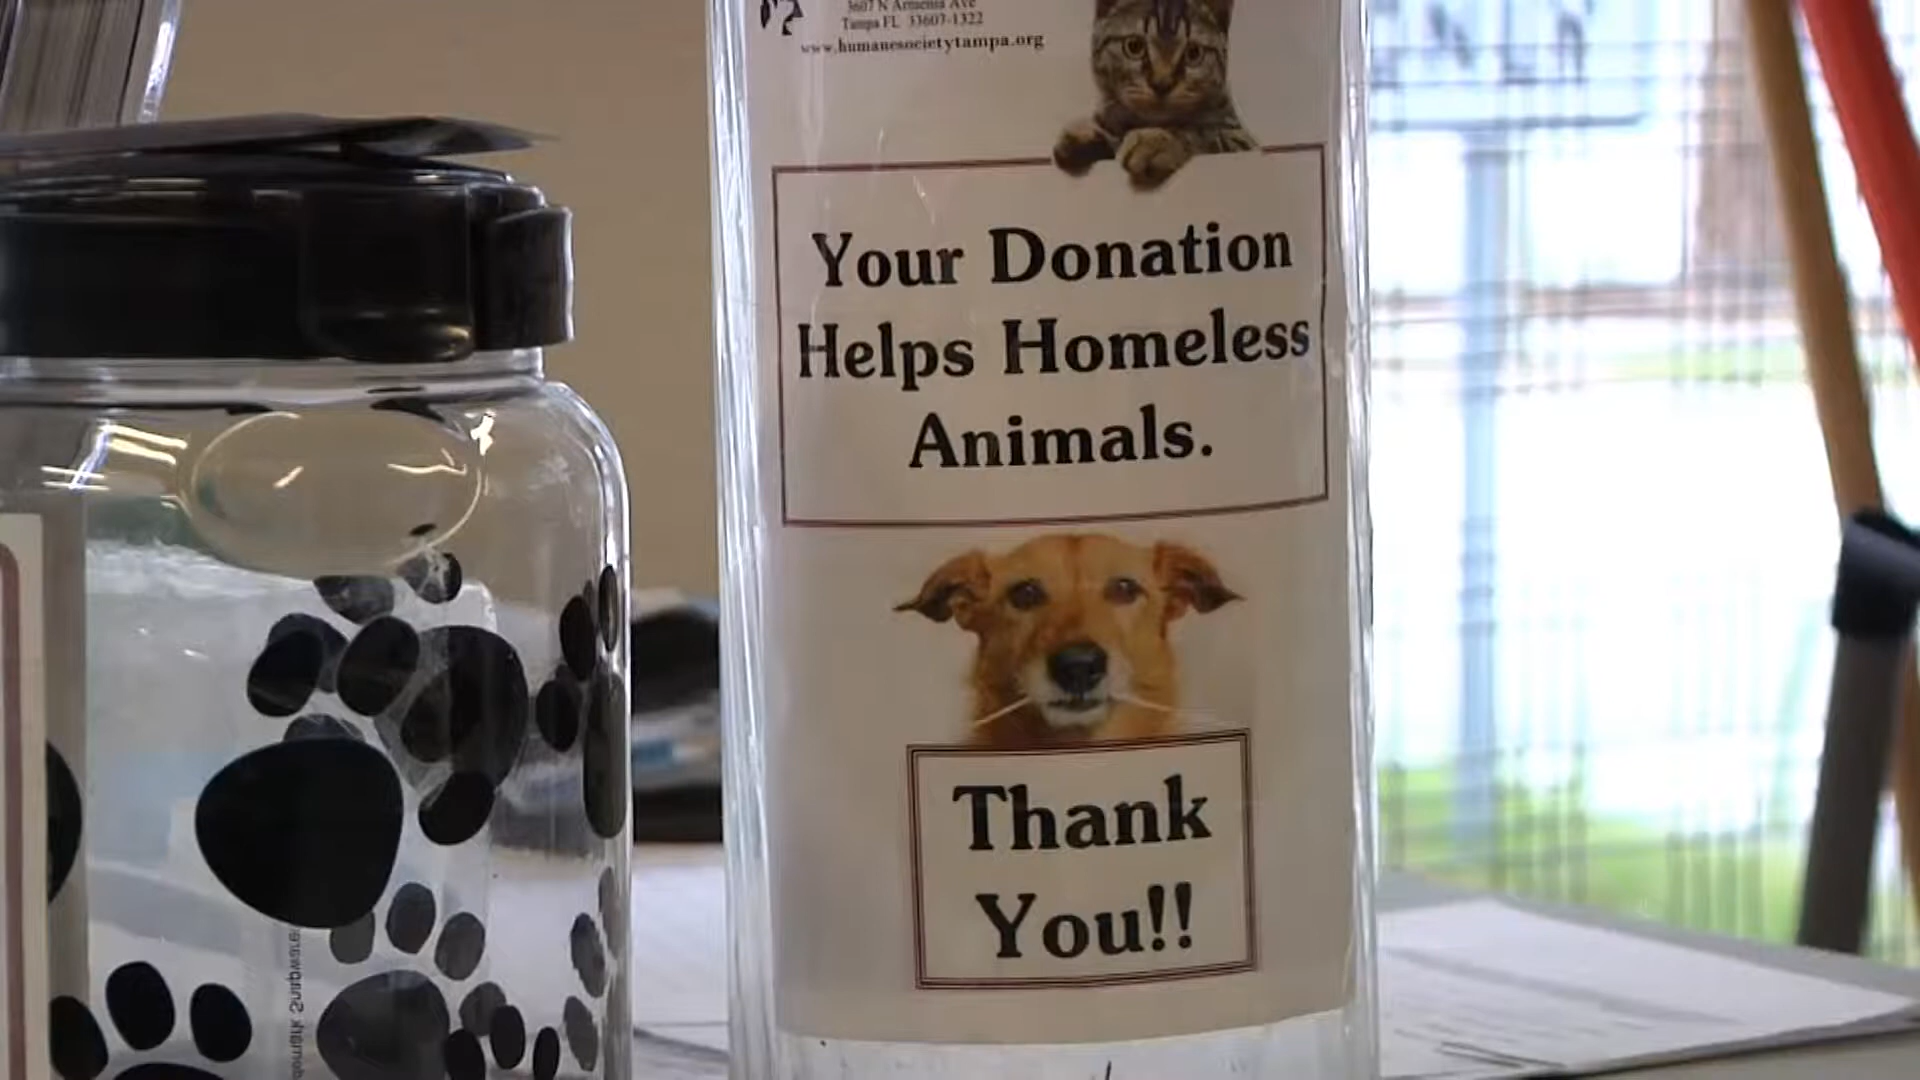 3607 N Armenia Ave
Tampa FL 33607-1322
www.humanesocietytampa.org
Your Donation
Helps Homeless
Animals.
Thank
You!!